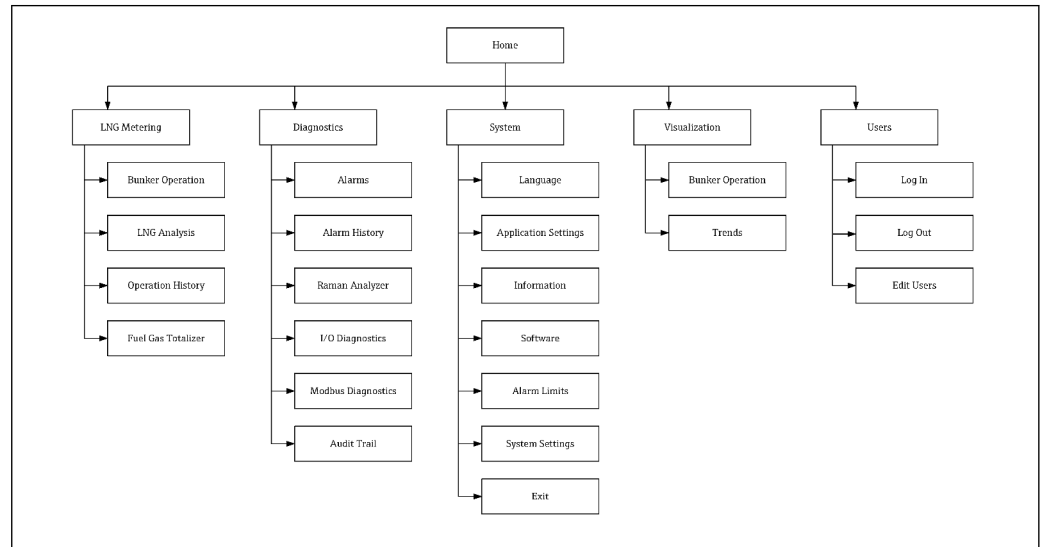 Home
LNG Metering
Diagnostics
System
Visualization
Users
Bunker Operation
Alarms
Language
Bunker Operation
Log In
LNG Analysis
Alarm History
Application Settings
Trends
Log Out
Operation History
Raman Analyzer
Information
Edit Users
Fuel Gas Totalizer
I/O Diagnostics
Software
Modbus Diagnostics
Alarm Limits
Audit Trail
System Settings
Exit